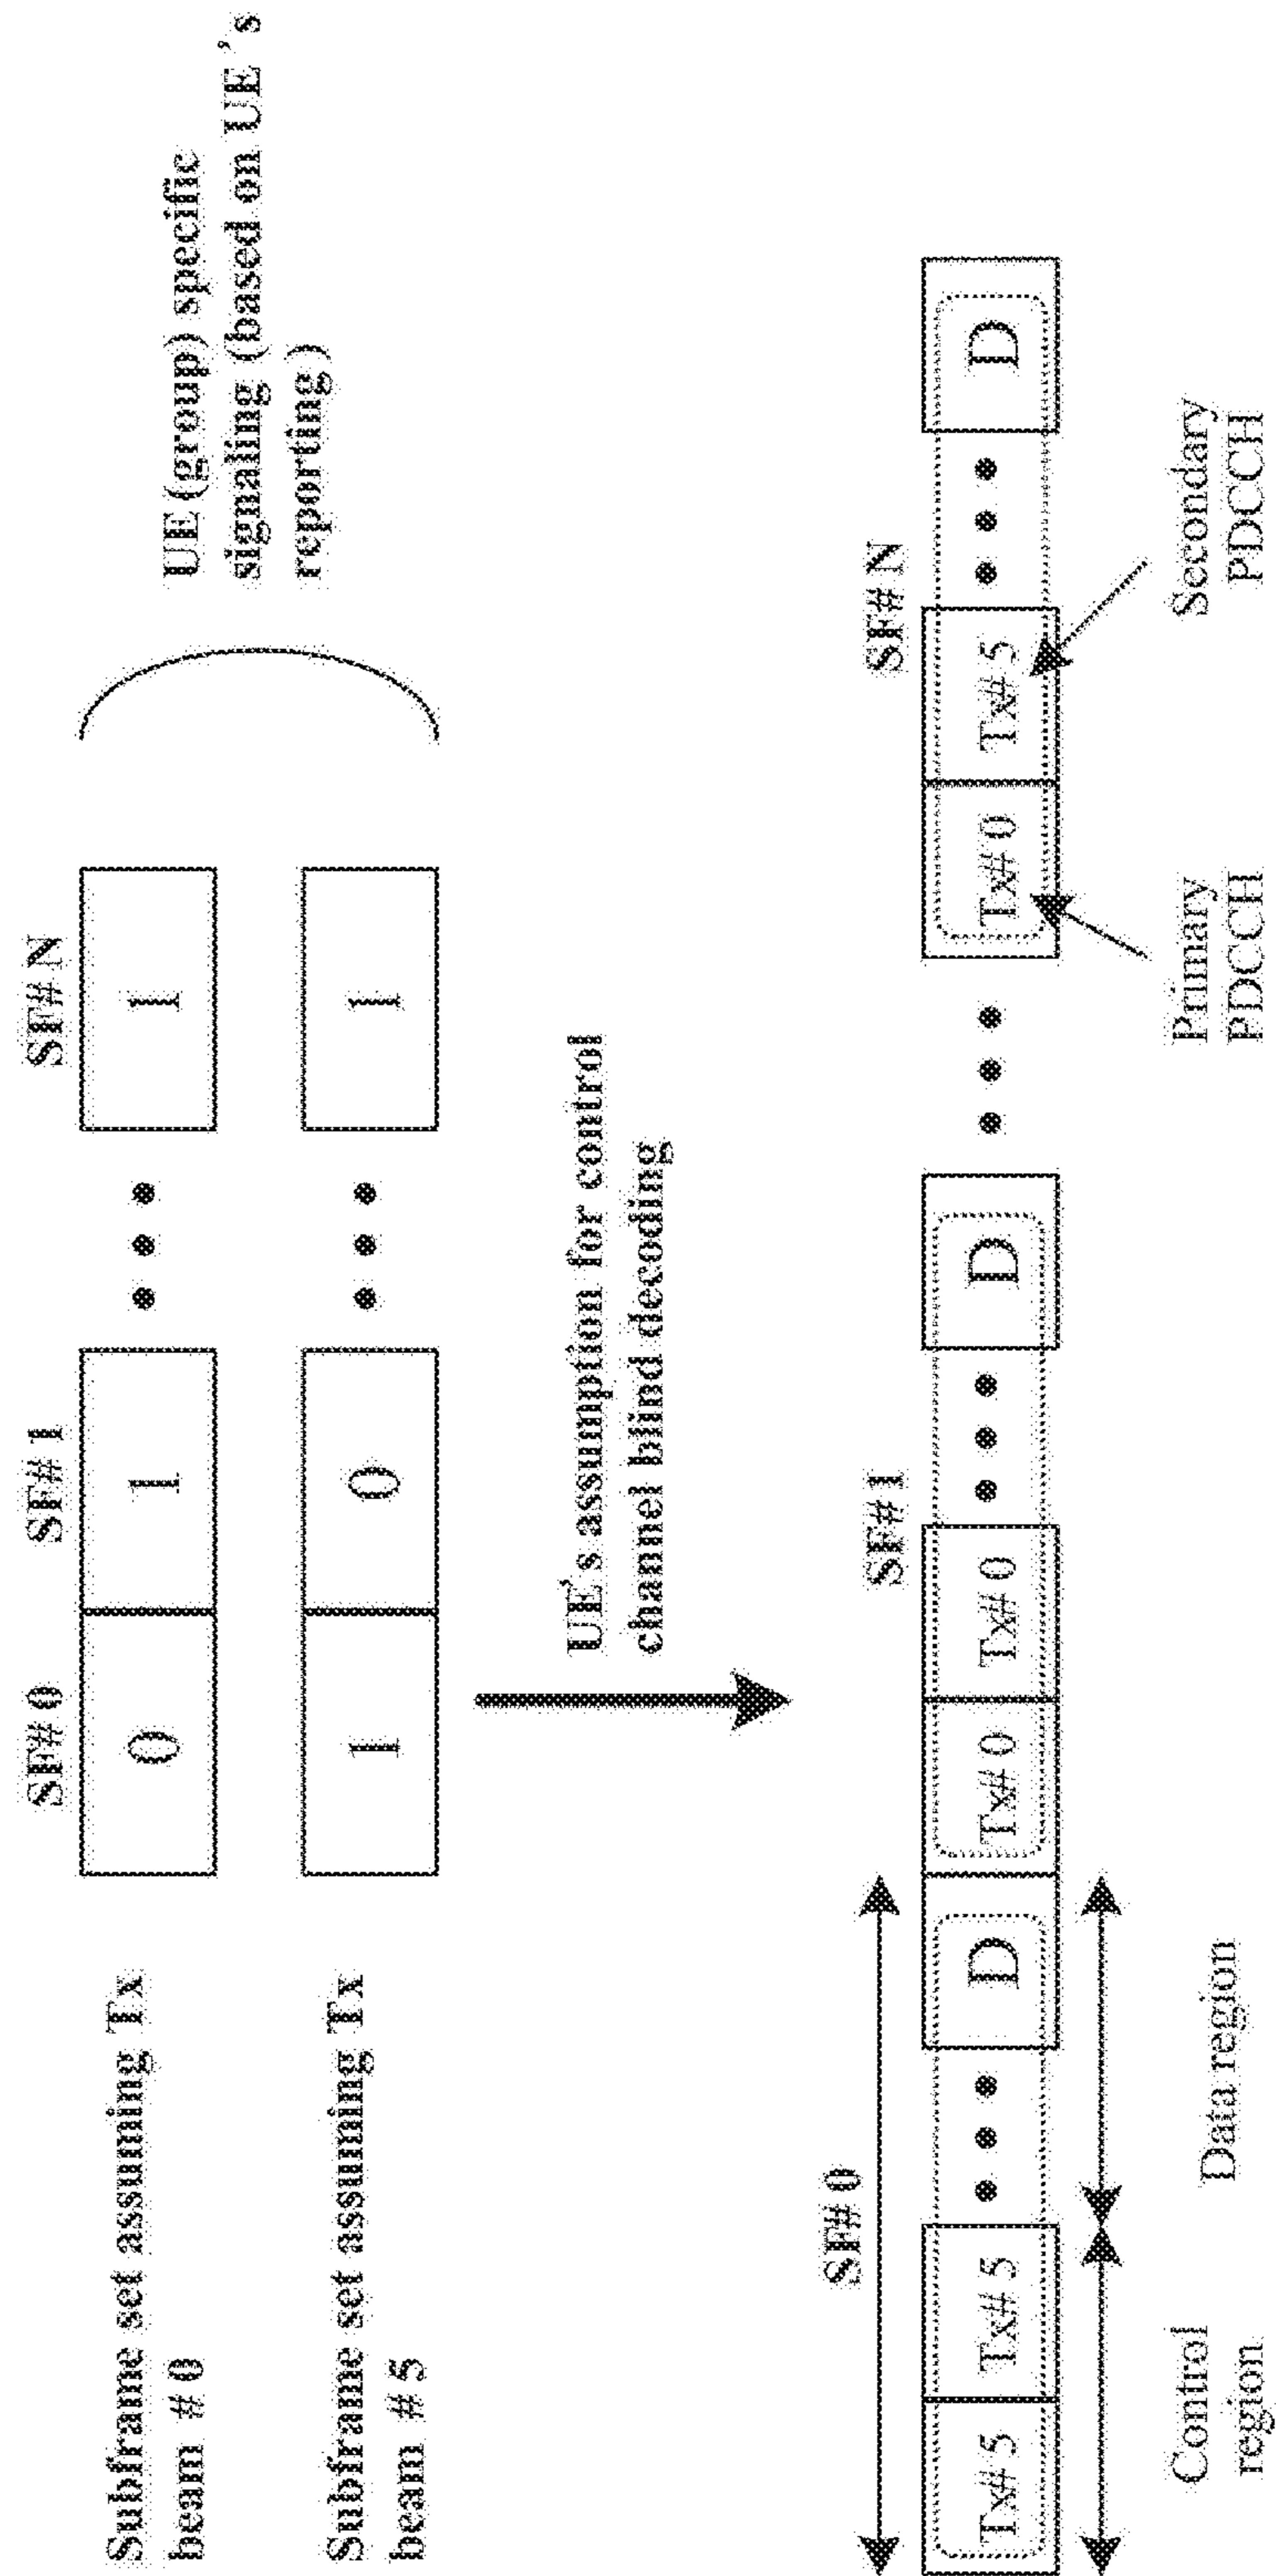 SF# 0
SF# 1
SF# N
Subframe set assuming Tx
beam # 0
0
1
1
Subframe set assuming Tx
beam # 5
1
0
1
UE (group) specific
signaling (based on UE 's
reporting )
UE's assumption for control
channel blind decoding
SF# 0
SF# 1
SF# N
Tx# 5
Tx# 5
D
Tx# 0
Tx# 0
D
Tx# 0
Tx# 5
D
Control
region
Data region
Primary
PDCCH
Secondary
PDCCH